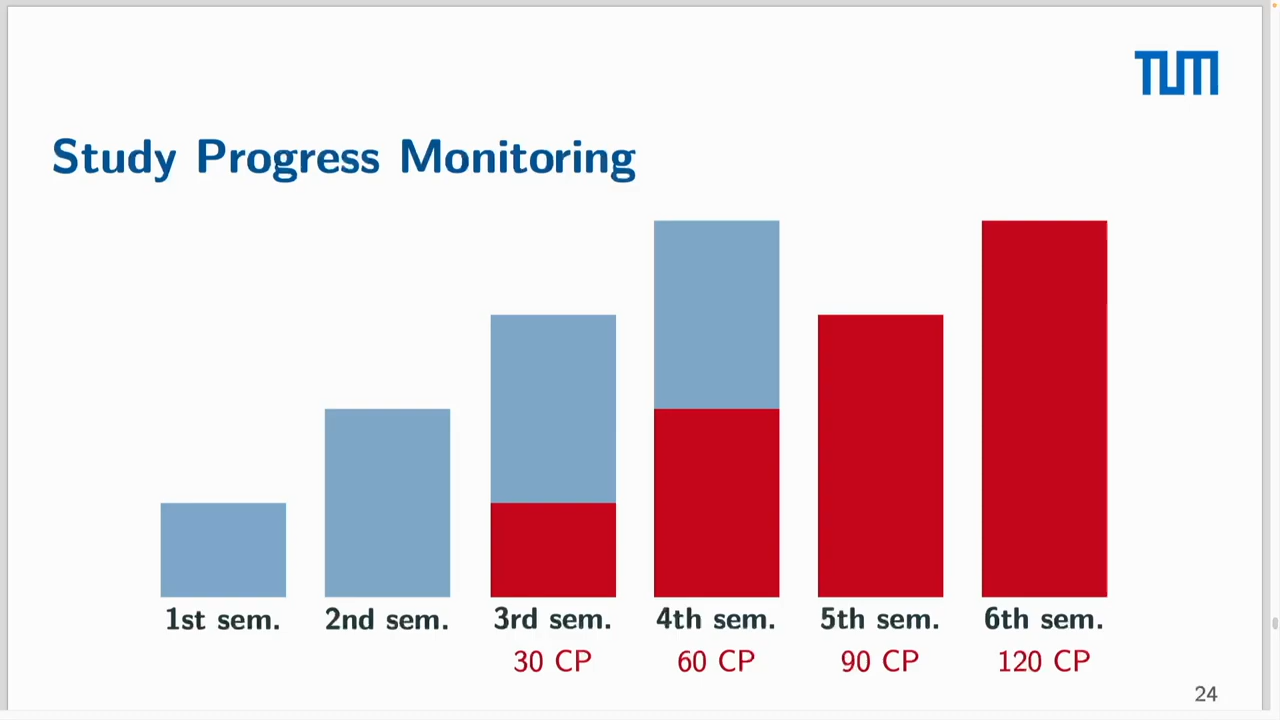 TUM
Study Progress Monitoring
1st sem. 2nd sem. 3rd sem. 4th sem. 5th sem. 6th sem.
30 CP 60 CP 90 CP 120 CP
24